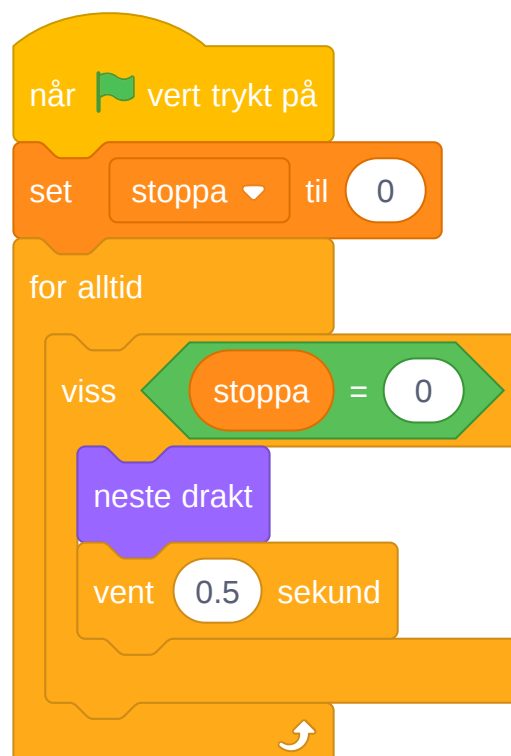 når vert trykt på
set stoppa til 0
for alltid
viss stoppa = 0
neste drakt
vent 0.5 sekund